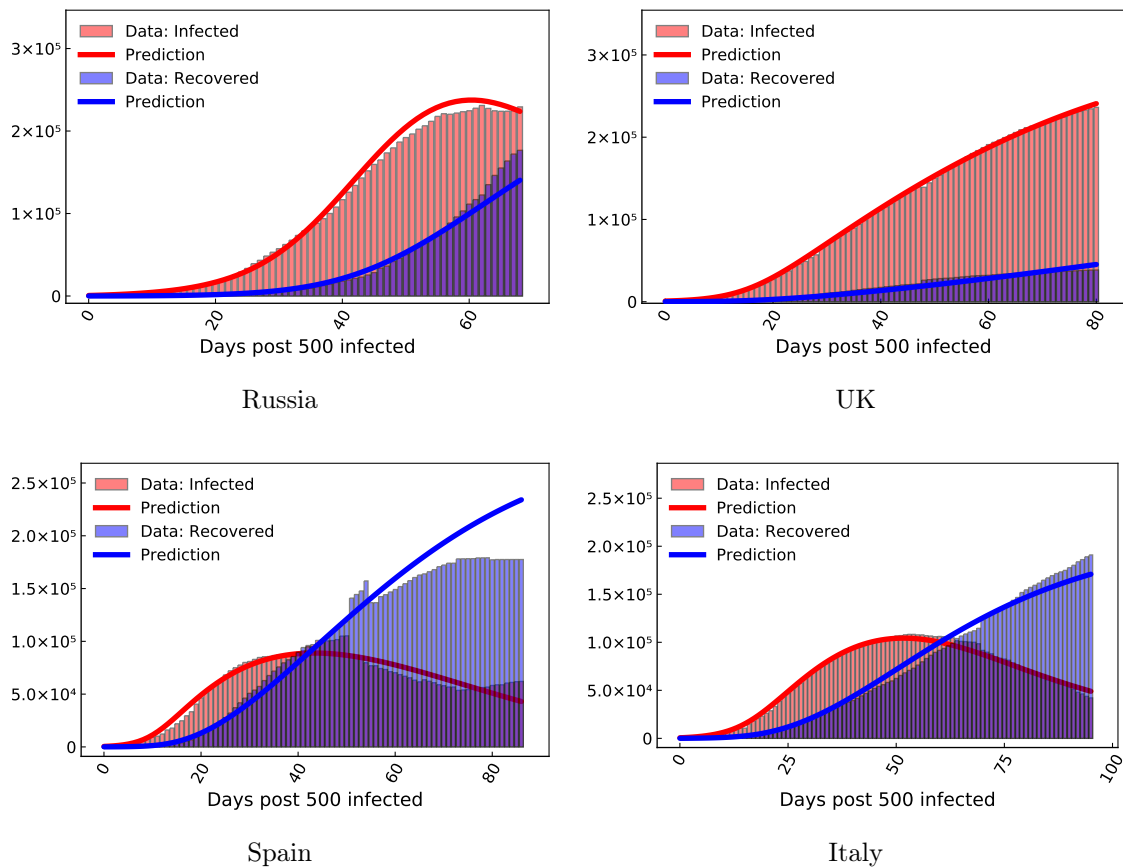 Data: Infected
Prediction
Data: Recovered
Prediction
3×10⁵
2×10⁵
1×10⁵
0
0 20 40 60
Days post 500 infected
Russia
Data: Infected
Prediction
Data: Recovered
Prediction
3×10⁵
2×10⁵
1×10⁵
0
0 20 40 60 80
Days post 500 infected
UK
Data: Infected
Prediction
Data: Recovered
Prediction
2.5×10⁵
2.0×10⁵
1.5×10⁵
1.0×10⁵
5.0×10⁴
0
0 20 40 60 80
Days post 500 infected
Spain
Data: Infected
Prediction
Data: Recovered
Prediction
2.5×10⁵
2.0×10⁵
1.5×10⁵
1.0×10⁵
5.0×10⁴
0
0 25 50 75 100
Days post 500 infected
Italy